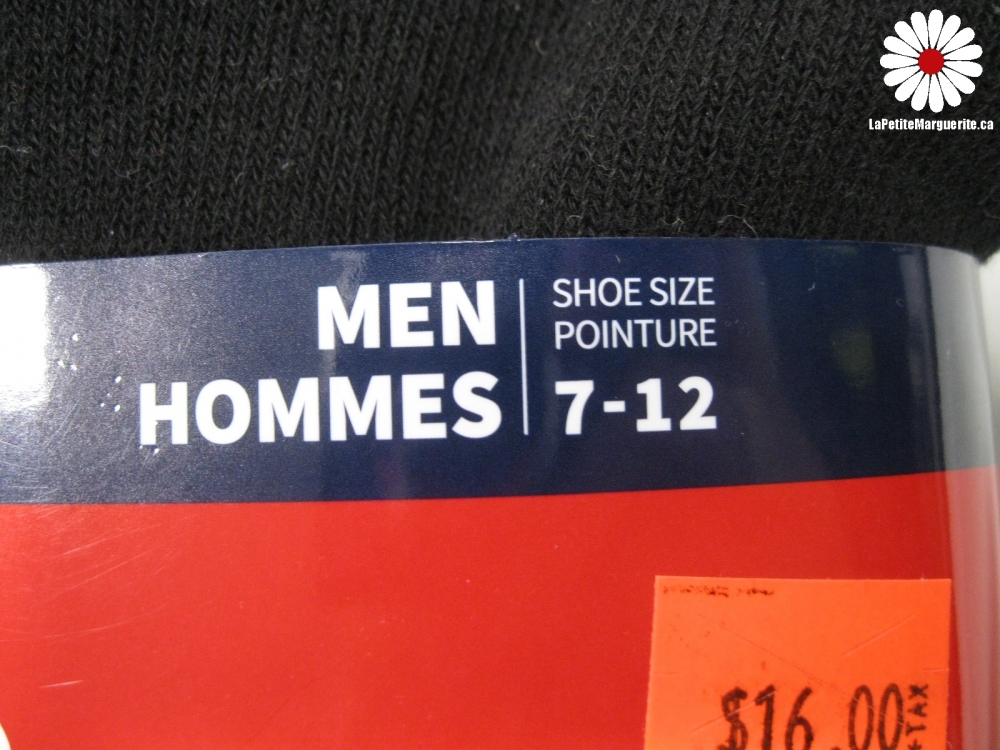 LaPetiteMarguerite.ca
MEN
HOMMES
SHOE SIZE
POINTURE
7-12
$16.00